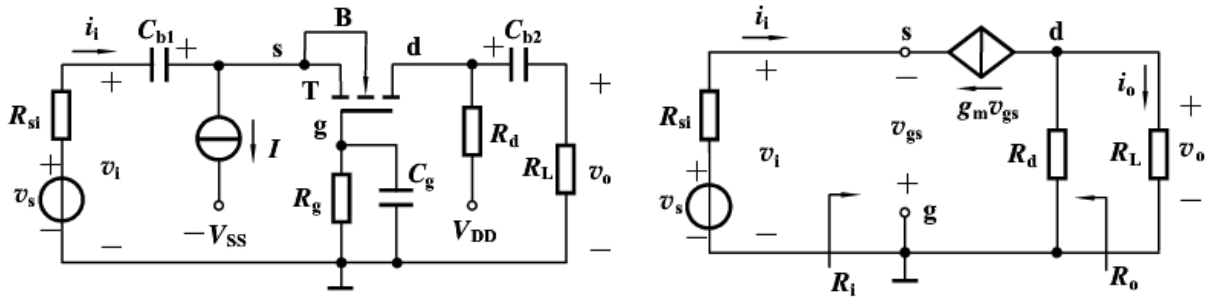 i_i C_b1 + B + C_b2
s d
+ T +
R_si g R_d
+ I C_g R_L v_o
v_s v_i R_g
− − −V_SS V_DD −
i_i s d
+ − i_o
g_m v_gs +
R_si v_gs R_d R_L v_o
+ v_i + −
v_s g
− − R_i R_o